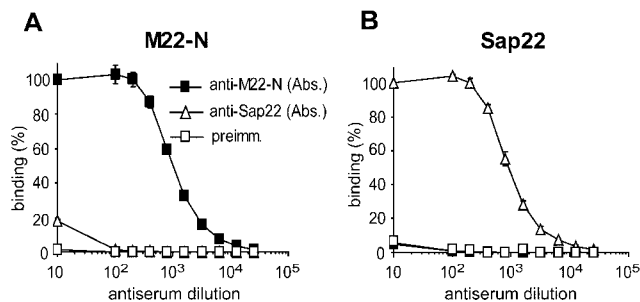 A
M22-N
binding (%)
100
80
60
40
20
0
10
10²
10³
10⁴
10⁵
antiserum dilution
anti-M22-N (Abs.)
anti-Sap22 (Abs.)
preimm.
B
Sap22
binding (%)
100
80
60
40
20
0
10
10²
10³
10⁴
10⁵
antiserum dilution